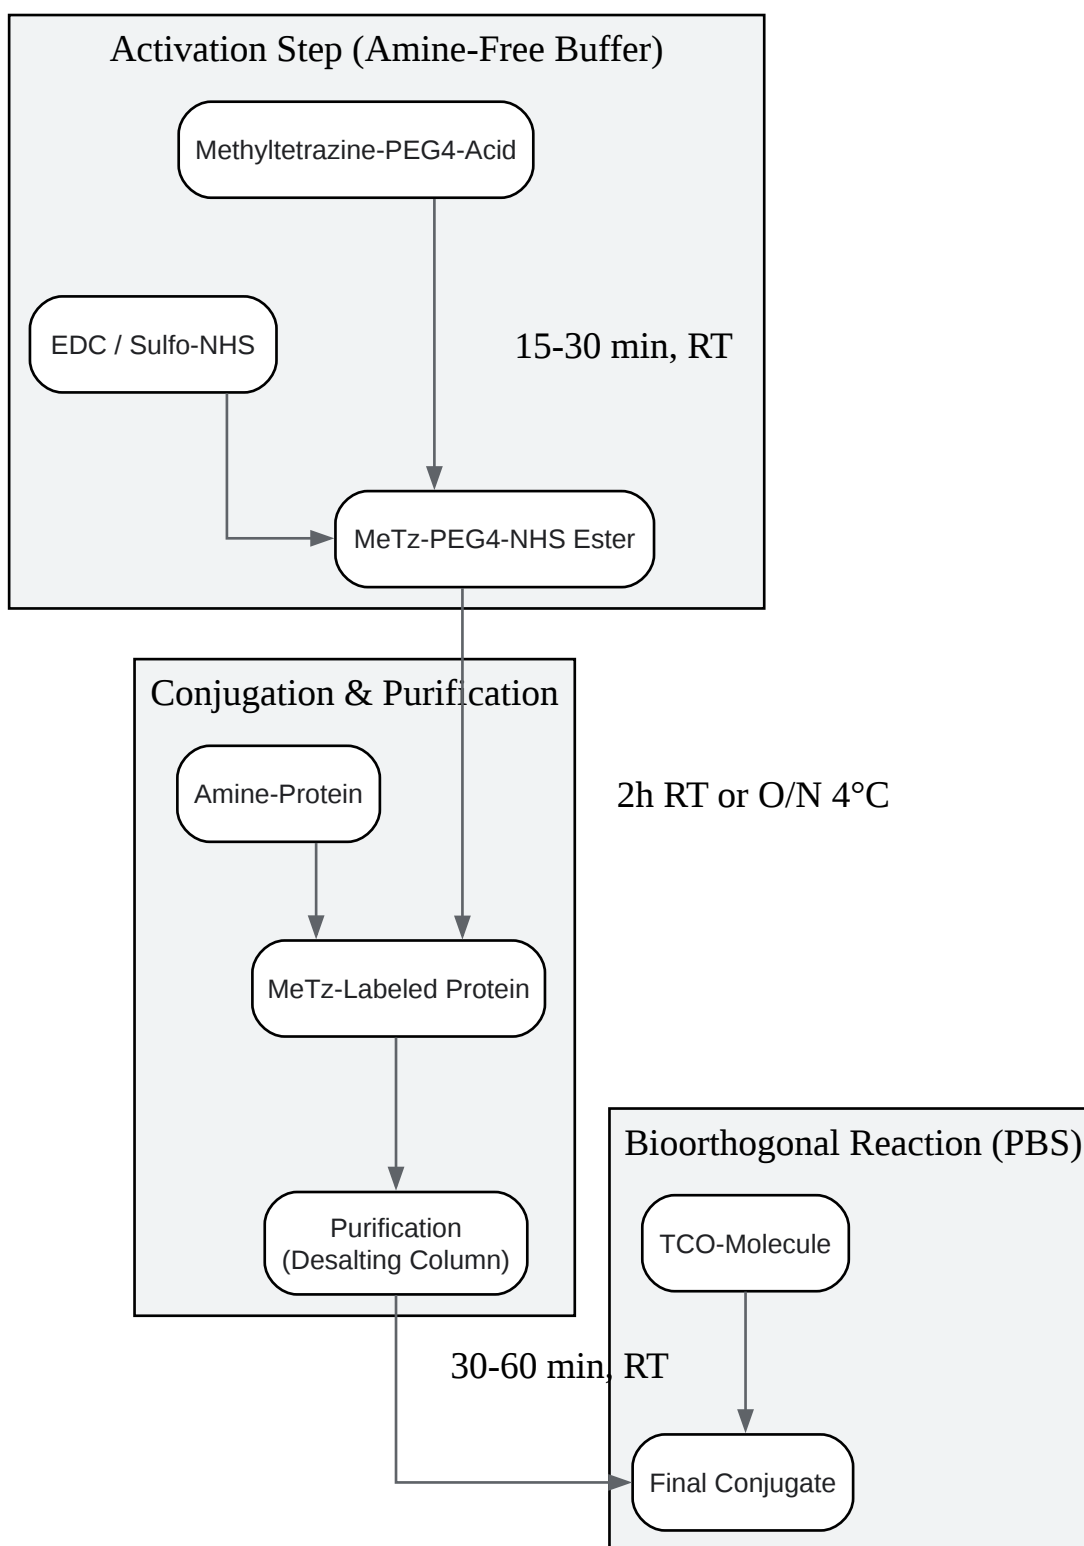 Activation Step (Amine-Free Buffer)
Methyltetrazine-PEG4-Acid
EDC / Sulfo-NHS
15-30 min, RT
MeTz-PEG4-NHS Ester
Conjugation & Purification
Amine-Protein
2h RT or O/N 4°C
MeTz-Labeled Protein
Purification
(Desalting Column)
Bioorthogonal Reaction (PBS)
TCO-Molecule
30-60 min, RT
Final Conjugate